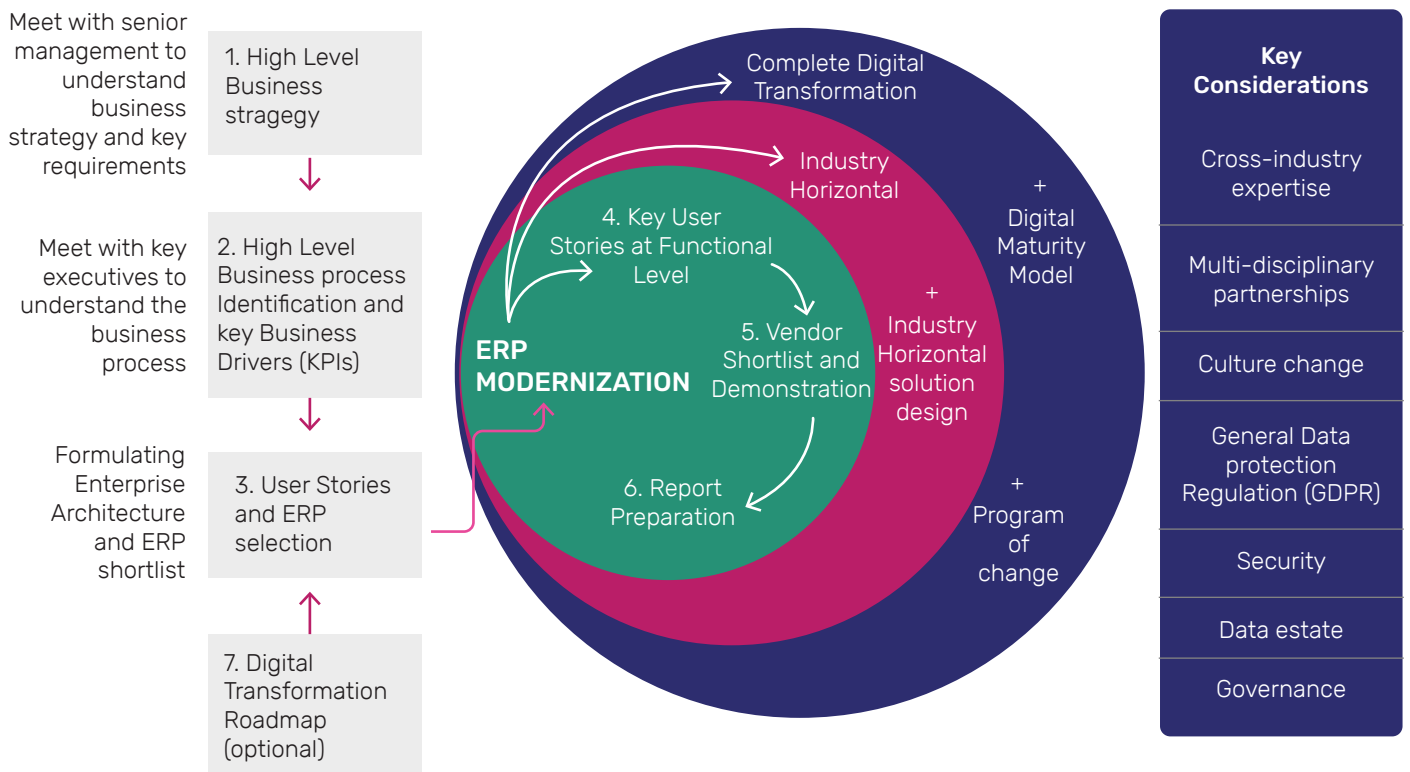 Meet with senior
management to
understand
business
strategy and key
requirements
1. High Level
Business
stragegy
Meet with key
executives to
understand the
business
process
2. High Level
Business process
Identification and
key Business
Drivers (KPIs)
Formulating
Enterprise
Architecture
and ERP
shortlist
3. User Stories
and ERP
selection
7. Digital
Transformation
Roadmap
(optional)
Complete Digital
Transformation
Industry
Horizontal
4. Key User
Stories at Functional
Level
ERP
MODERNIZATION
5. Vendor
Shortlist and
Demonstration
6. Report
Preparation
+
Industry
Horizontal
solution
design
+
Digital
Maturity
Model
+
Program
of
change
Key
Considerations
Cross-industry
expertise
Multi-disciplinary
partnerships
Culture change
General Data
protection
Regulation (GDPR)
Security
Data estate
Governance